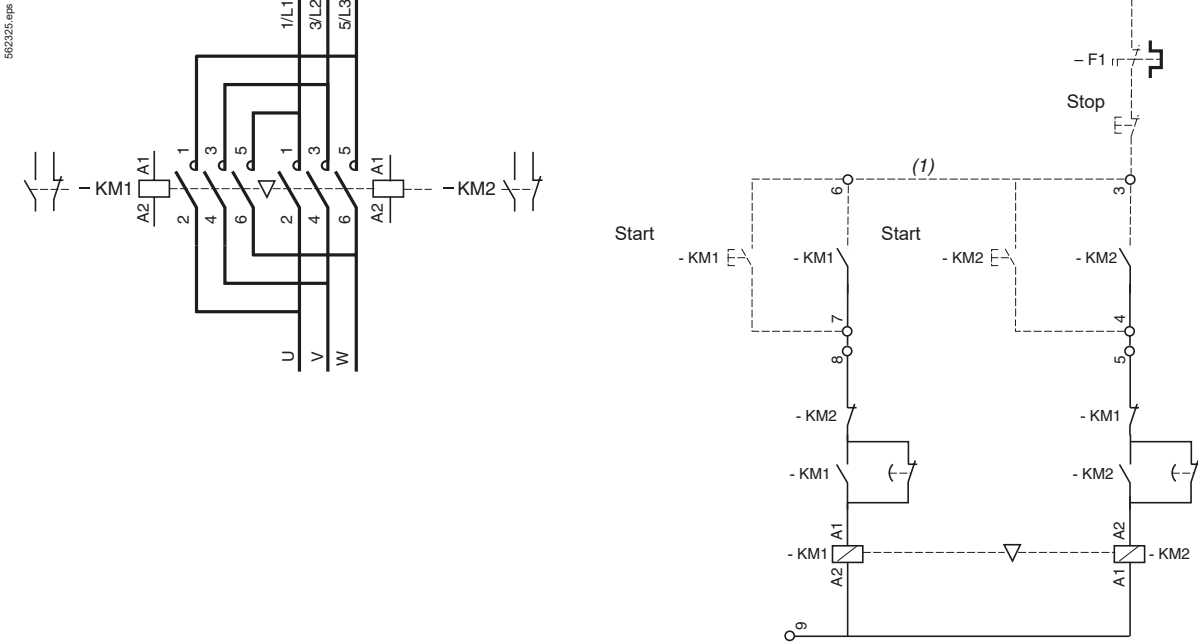 562325.eps
1/L1
3/L2
5/L3
1 3 5 1 3 5
– KM1 A1 A2
A1 A2 – KM2
2 4 6 2 4 6
U V W
– F1
Stop
(1)
6 3
Start Start
- KM1 - KM1 - KM2 - KM2
7 4
8 5
- KM2 - KM1
- KM1 - KM2
A1 A2
- KM1 - KM2
A2 A1
9